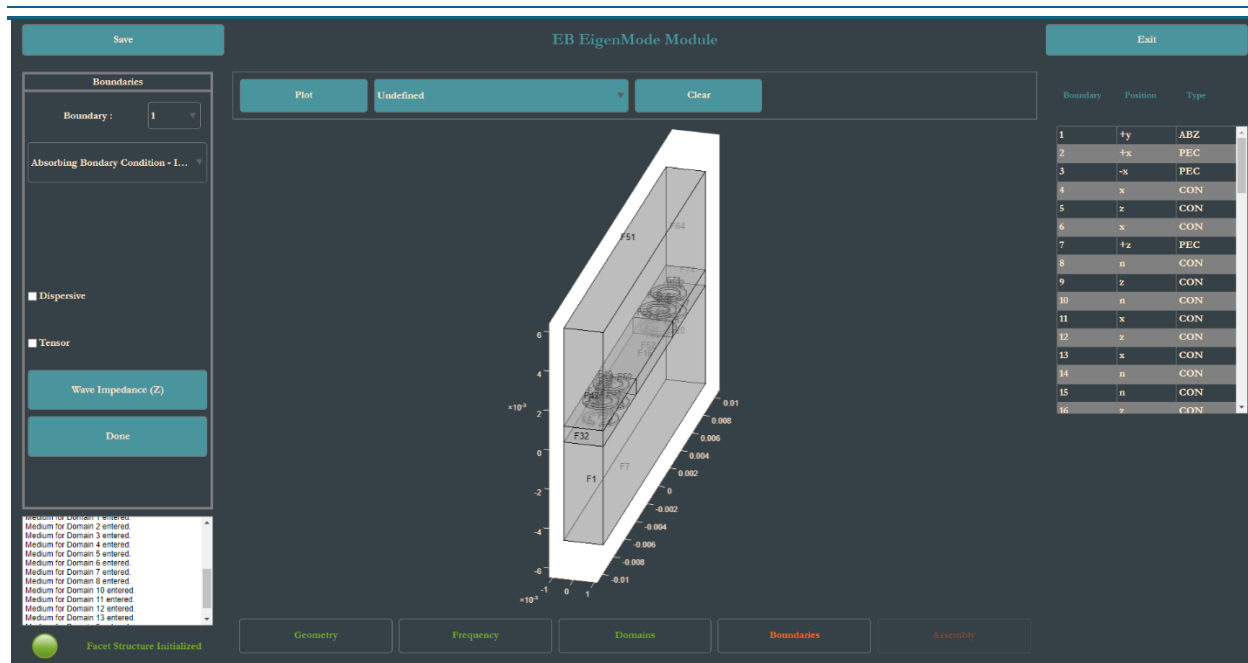 Save
EB EigenMode Module
Exit
Boundaries
Boundary :
1
Absorbing Bondary Condition - I...
Dispersive
Tensor
Wave Impedance (Z)
Done
Medium for Domain 1 entered.
Medium for Domain 2 entered.
Medium for Domain 3 entered.
Medium for Domain 4 entered.
Medium for Domain 5 entered.
Medium for Domain 6 entered.
Medium for Domain 7 entered.
Medium for Domain 8 entered.
Medium for Domain 10 entered.
Medium for Domain 11 entered.
Medium for Domain 12 entered.
Medium for Domain 13 entered.
Facet Structure Initialized
Plot
Undefined
Clear
F51
F64
F32
F1
F7
6
4
2
0
-2
-4
-6
×10⁻³
0.01
0.008
0.006
0.004
0.002
0
-0.002
-0.004
-0.006
-0.008
-0.01
-1 0 1
×10⁻³
Geometry
Frequency
Domains
Boundaries
Assembly
Boundary Position Type
1 +y ABZ
2 +x PEC
3 -x PEC
4 x CON
5 z CON
6 x CON
7 +z PEC
8 n CON
9 z CON
10 n CON
11 x CON
12 z CON
13 x CON
14 n CON
15 n CON
16 z CON